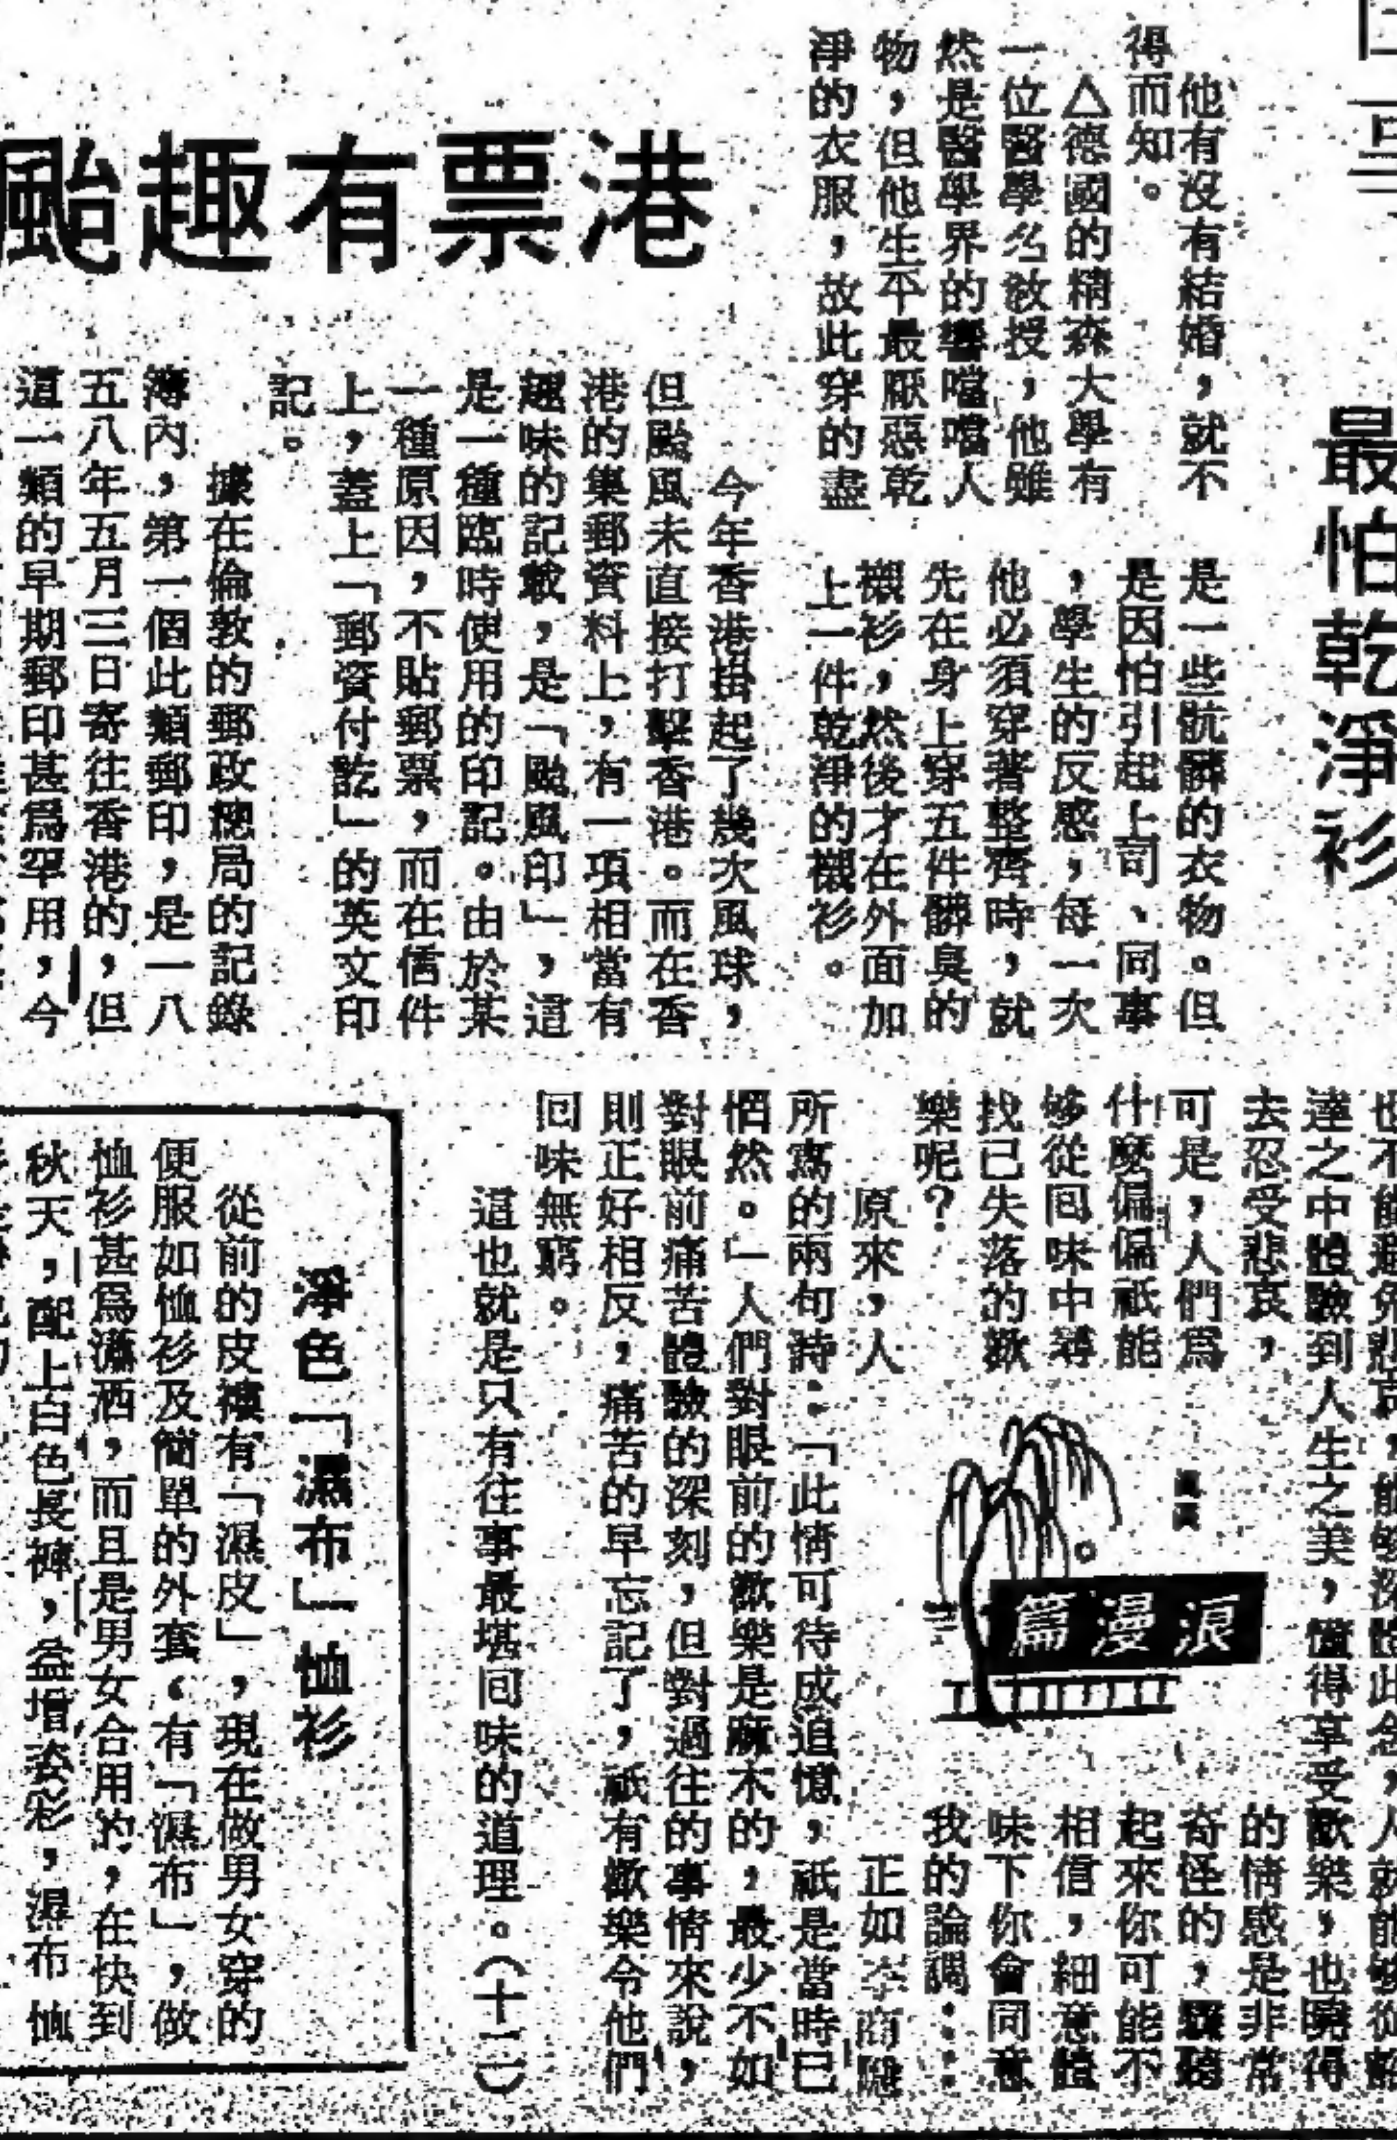 最怕乾淨衫
他有沒有結婚，就不
得而知。
△德國的精森大學有
一位醫學名教授，他雖
然是醫學界的響噹噹人
物，但他生平最厭惡乾
淨的衣服，故此穿的盡
是一些骯髒的衣物。但
是因怕引起上司、同事
，學生的反感，每一次
他必須穿著整齊時，就
先在身上穿五件髒臭的
襯衫，然後才在外面加
上一件乾淨的襯衫。
港票有趣颱
今年香港掛起了幾次風球，
但颱風未直接打擊香港。而在香
港的集郵資料上，有一項相當有
趣味的記載，是「颱風印」，這
是一種臨時使用的印記。由於某
一種原因，不貼郵票，而在信件
上，蓋上「郵資付訖」的英文印
記。
據在倫敦的郵政總局的記錄
簿內，第一個此類郵印，是一八
五八年五月三日寄往香港的，但
這一類的早期郵印甚爲罕用，今
也不能避免悲哀，能夠深體此念，人就能夠從
達之中體驗到人生之美，懂得享受歡樂，也曉得
去忍受悲哀，
可是，人們爲
什麼偏偏祇能
够從回味中尋
找已失落的歡
樂呢？
原來，人
浪漫篇
的情感是非常
奇怪的，驟聽
起來你可能不
相信，細意體
味下你會同意
我的論調：：
正如李商隱
所寫的兩句詩：「此情可待成追憶，祇是當時已
惘然。」人們對眼前的歡樂是麻木的，最少不如
對眼前痛苦體驗的深刻，但對過往的事情來說，
則正好相反，痛苦的早忘記了，祇有歡樂令他們
回味無窮。
這也就是只有往事最堪回味的道理。（十二）
淨色「濕布」恤衫
從前的皮褸有「濕皮」，現在做男女穿的
便服如恤衫及簡單的外套，有「濕布」，做
恤衫甚爲瀟洒，而且是男女合用的，在快到
秋天，配上白色長褲，益增姿彩，濕布恤